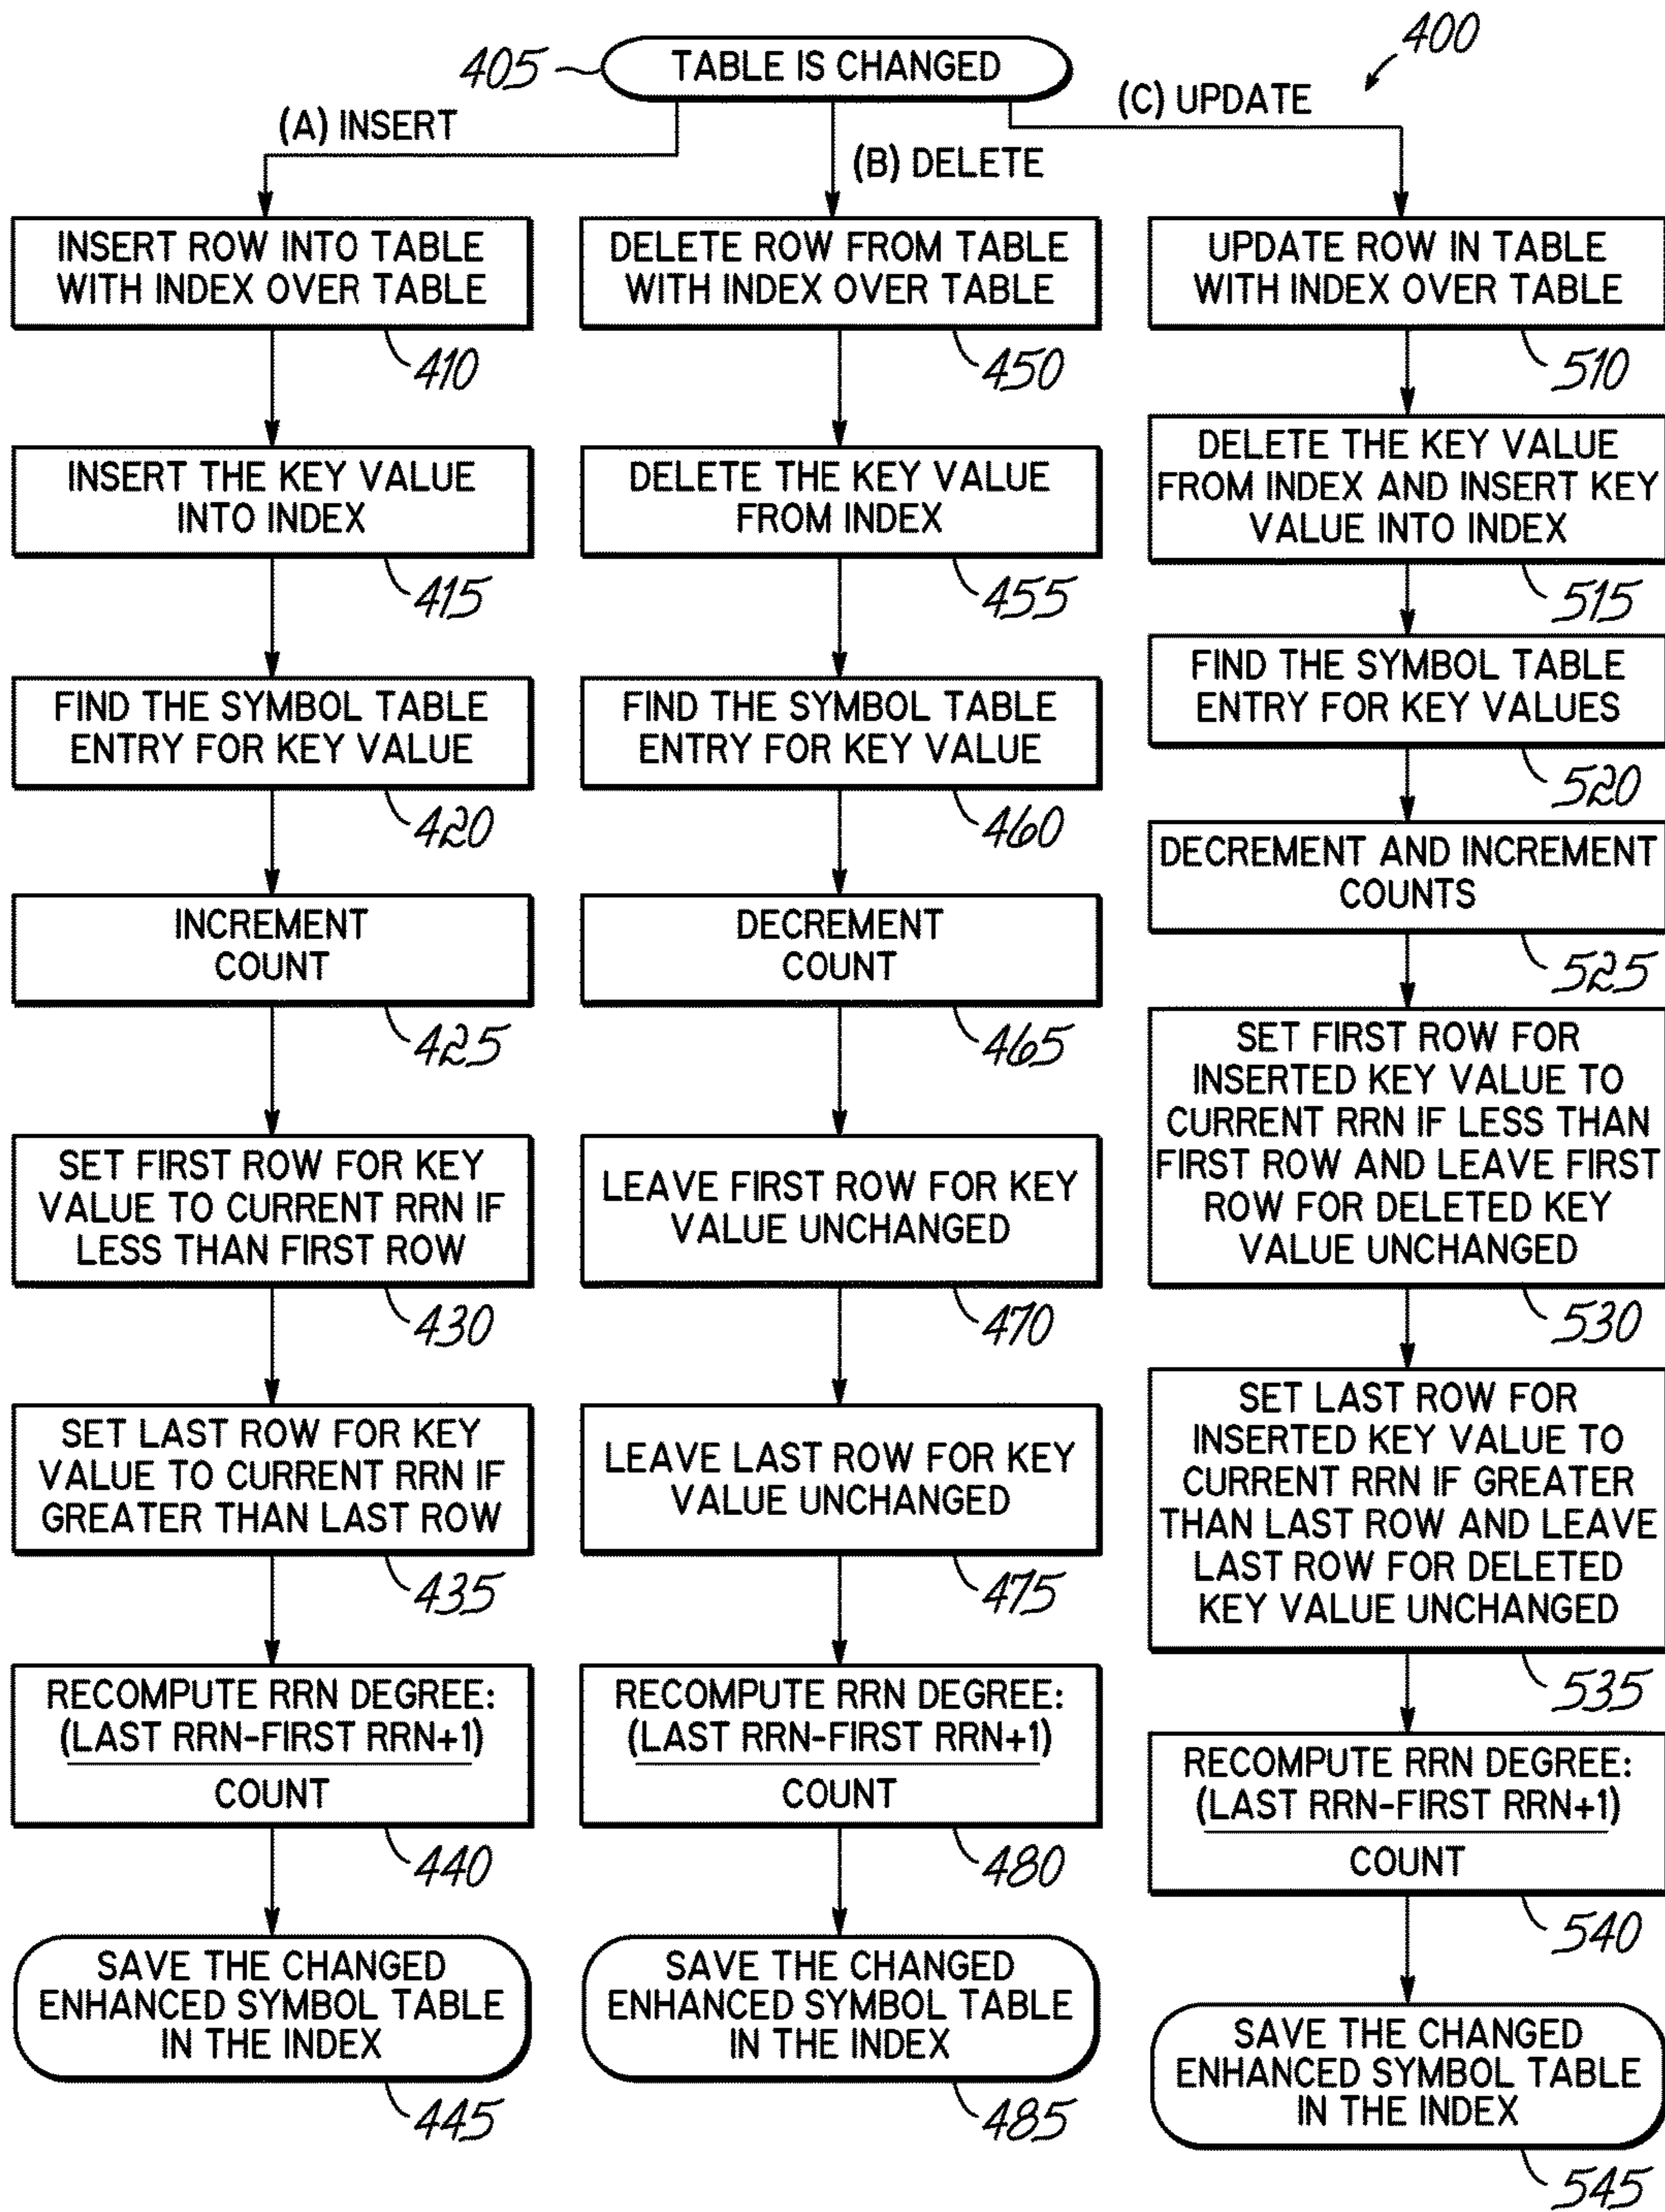 400
405
TABLE IS CHANGED
(A) INSERT
(B) DELETE
(C) UPDATE
INSERT ROW INTO TABLE
WITH INDEX OVER TABLE
410
INSERT THE KEY VALUE
INTO INDEX
415
FIND THE SYMBOL TABLE
ENTRY FOR KEY VALUE
420
INCREMENT
COUNT
425
SET FIRST ROW FOR KEY
VALUE TO CURRENT RRN IF
LESS THAN FIRST ROW
430
SET LAST ROW FOR KEY
VALUE TO CURRENT RRN IF
GREATER THAN LAST ROW
435
RECOMPUTE RRN DEGREE:
(LAST RRN-FIRST RRN+1)
COUNT
440
SAVE THE CHANGED
ENHANCED SYMBOL TABLE
IN THE INDEX
445
DELETE ROW FROM TABLE
WITH INDEX OVER TABLE
450
DELETE THE KEY VALUE
FROM INDEX
455
FIND THE SYMBOL TABLE
ENTRY FOR KEY VALUE
460
DECREMENT
COUNT
465
LEAVE FIRST ROW FOR KEY
VALUE UNCHANGED
470
LEAVE LAST ROW FOR KEY
VALUE UNCHANGED
475
RECOMPUTE RRN DEGREE:
(LAST RRN-FIRST RRN+1)
COUNT
480
SAVE THE CHANGED
ENHANCED SYMBOL TABLE
IN THE INDEX
485
UPDATE ROW IN TABLE
WITH INDEX OVER TABLE
510
DELETE THE KEY VALUE
FROM INDEX AND INSERT KEY
VALUE INTO INDEX
515
FIND THE SYMBOL TABLE
ENTRY FOR KEY VALUES
520
DECREMENT AND INCREMENT
COUNTS
525
SET FIRST ROW FOR
INSERTED KEY VALUE TO
CURRENT RRN IF LESS THAN
FIRST ROW AND LEAVE FIRST
ROW FOR DELETED KEY
VALUE UNCHANGED
530
SET LAST ROW FOR
INSERTED KEY VALUE TO
CURRENT RRN IF GREATER
THAN LAST ROW AND LEAVE
LAST ROW FOR DELETED
KEY VALUE UNCHANGED
535
RECOMPUTE RRN DEGREE:
(LAST RRN-FIRST RRN+1)
COUNT
540
SAVE THE CHANGED
ENHANCED SYMBOL TABLE
IN THE INDEX
545